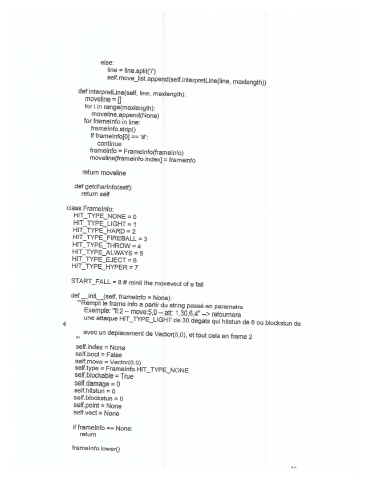 else:
line = line.split('/')
self.move_list.append(self.interpretLine(line, maxlength))
def interpretLine(self, line, maxlength):
moveline = []
for i in range(maxlength):
moveline.append(None)
for frameinfo in line:
frameinfo.strip()
if frameinfo[0] == '#':
continue
frameinfo = FrameInfo(frameinfo)
moveline[frameinfo.index] = frameinfo
return moveline
def getcharInfo(self):
return self
class FrameInfo:
HIT_TYPE_NONE = 0
HIT_TYPE_LIGHT = 1
HIT_TYPE_HARD = 2
HIT_TYPE_FIREBALL = 3
HIT_TYPE_THROW = 4
HIT_TYPE_ALWAYS = 5
HIT_TYPE_EJECT = 6
HIT_TYPE_HYPER = 7
START_FALL = 8 # reinit the movevect of a fall
def __init__(self, frameinfo = None):
'''Rempli le frame info a partir du string passé en parametre
Example: "fi:2 -- move:5,0 -- att: 1,30,6,4" --> retournera
une attaque HIT_TYPE_LIGHT de 30 degats qui hitstun de 6 ou blockstun de
4
avec un deplacement de Vector(5,0), et tout cela en frame 2
'''
self.index = None
self.bool = False
self.move = Vector(0,0)
self.type = FrameInfo.HIT_TYPE_NONE
self.blockable = True
self.damage = 0
self.hitstun = 0
self.blockstun = 0
self.point = None
self.vect = None
if frameinfo == None:
return
frameinfo.lower()